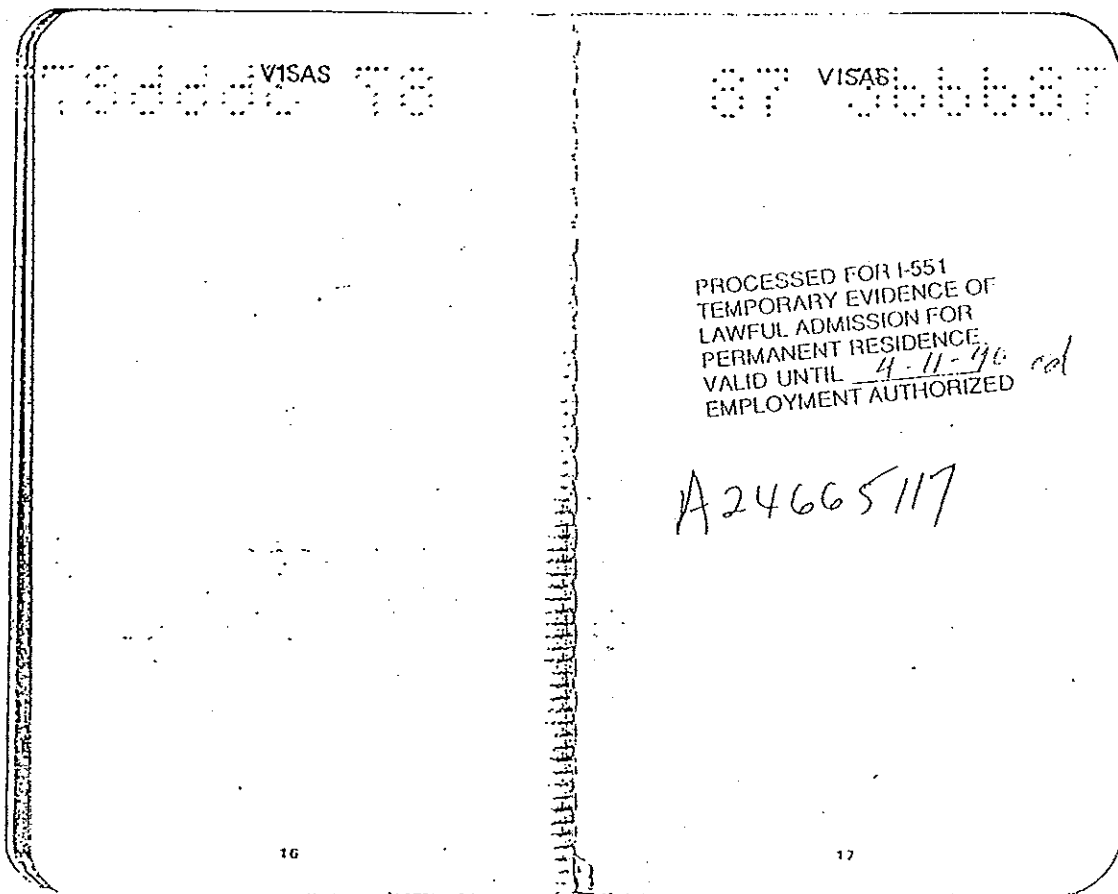 VISAS
16
VISAS
PROCESSED FOR I-551
TEMPORARY EVIDENCE OF
LAWFUL ADMISSION FOR
PERMANENT RESIDENCE.
VALID UNTIL 4-11-90
EMPLOYMENT AUTHORIZED
A24665117
17